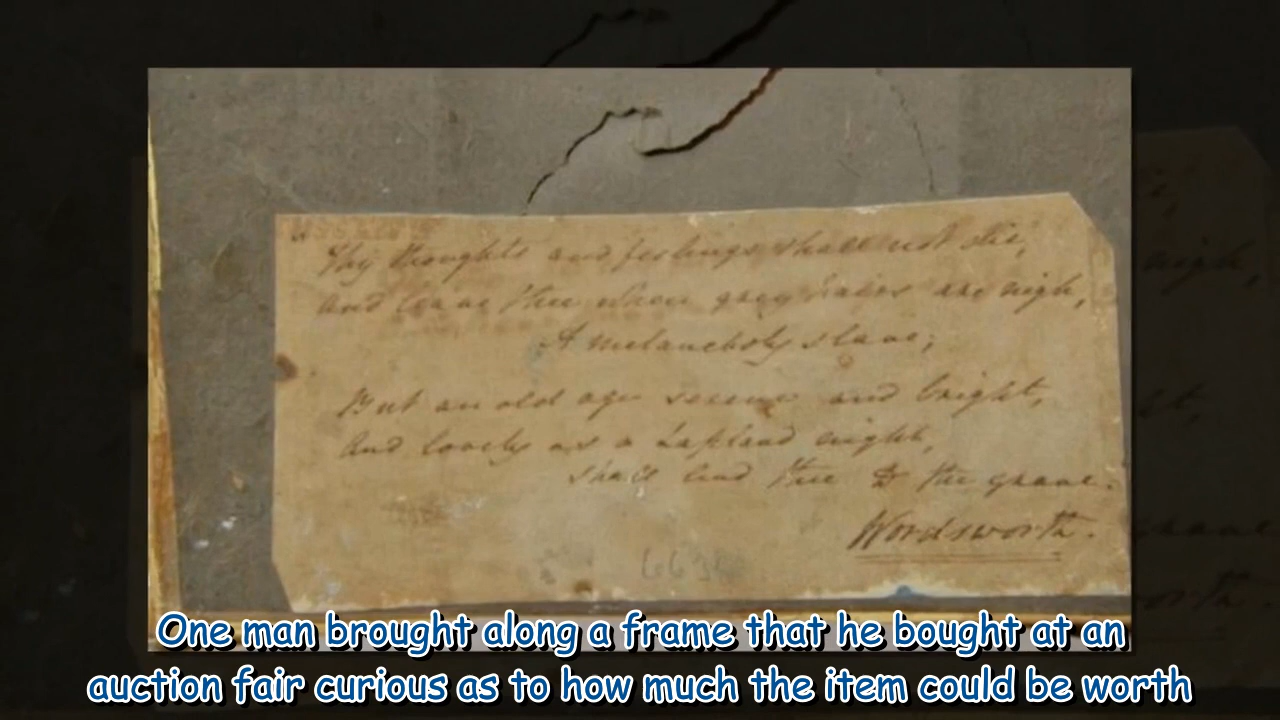 Thy thoughts and feelings shall not die,
and leave thee when grey hairs are nigh,
A melancholy slave;
But an old age serene and bright,
And lovely as a Lapland night,
shall lead thee to the grave.
Wordsworth.
One man brought along a frame that he bought at an
auction fair curious as to how much the item could be worth